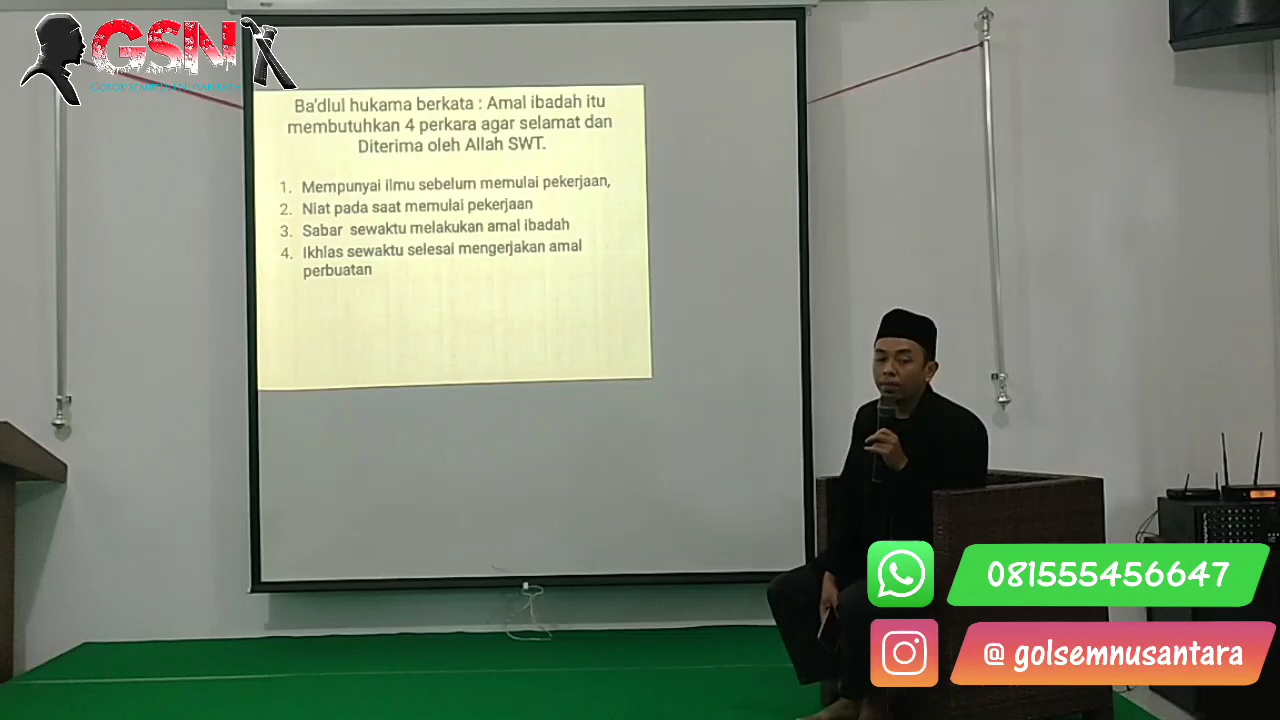 GSN
Ba'dlul hukama berkata : Amal ibadah itu
membutuhkan 4 perkara agar selamat dan
Diterima oleh Allah SWT.
1. Mempunyai ilmu sebelum memulai pekerjaan,
2. Niat pada saat memulai pekerjaan
3. Sabar sewaktu melakukan amal ibadah
4. Ikhlas sewaktu selesai mengerjakan amal
perbuatan
081555456647
@ golsemnusantara